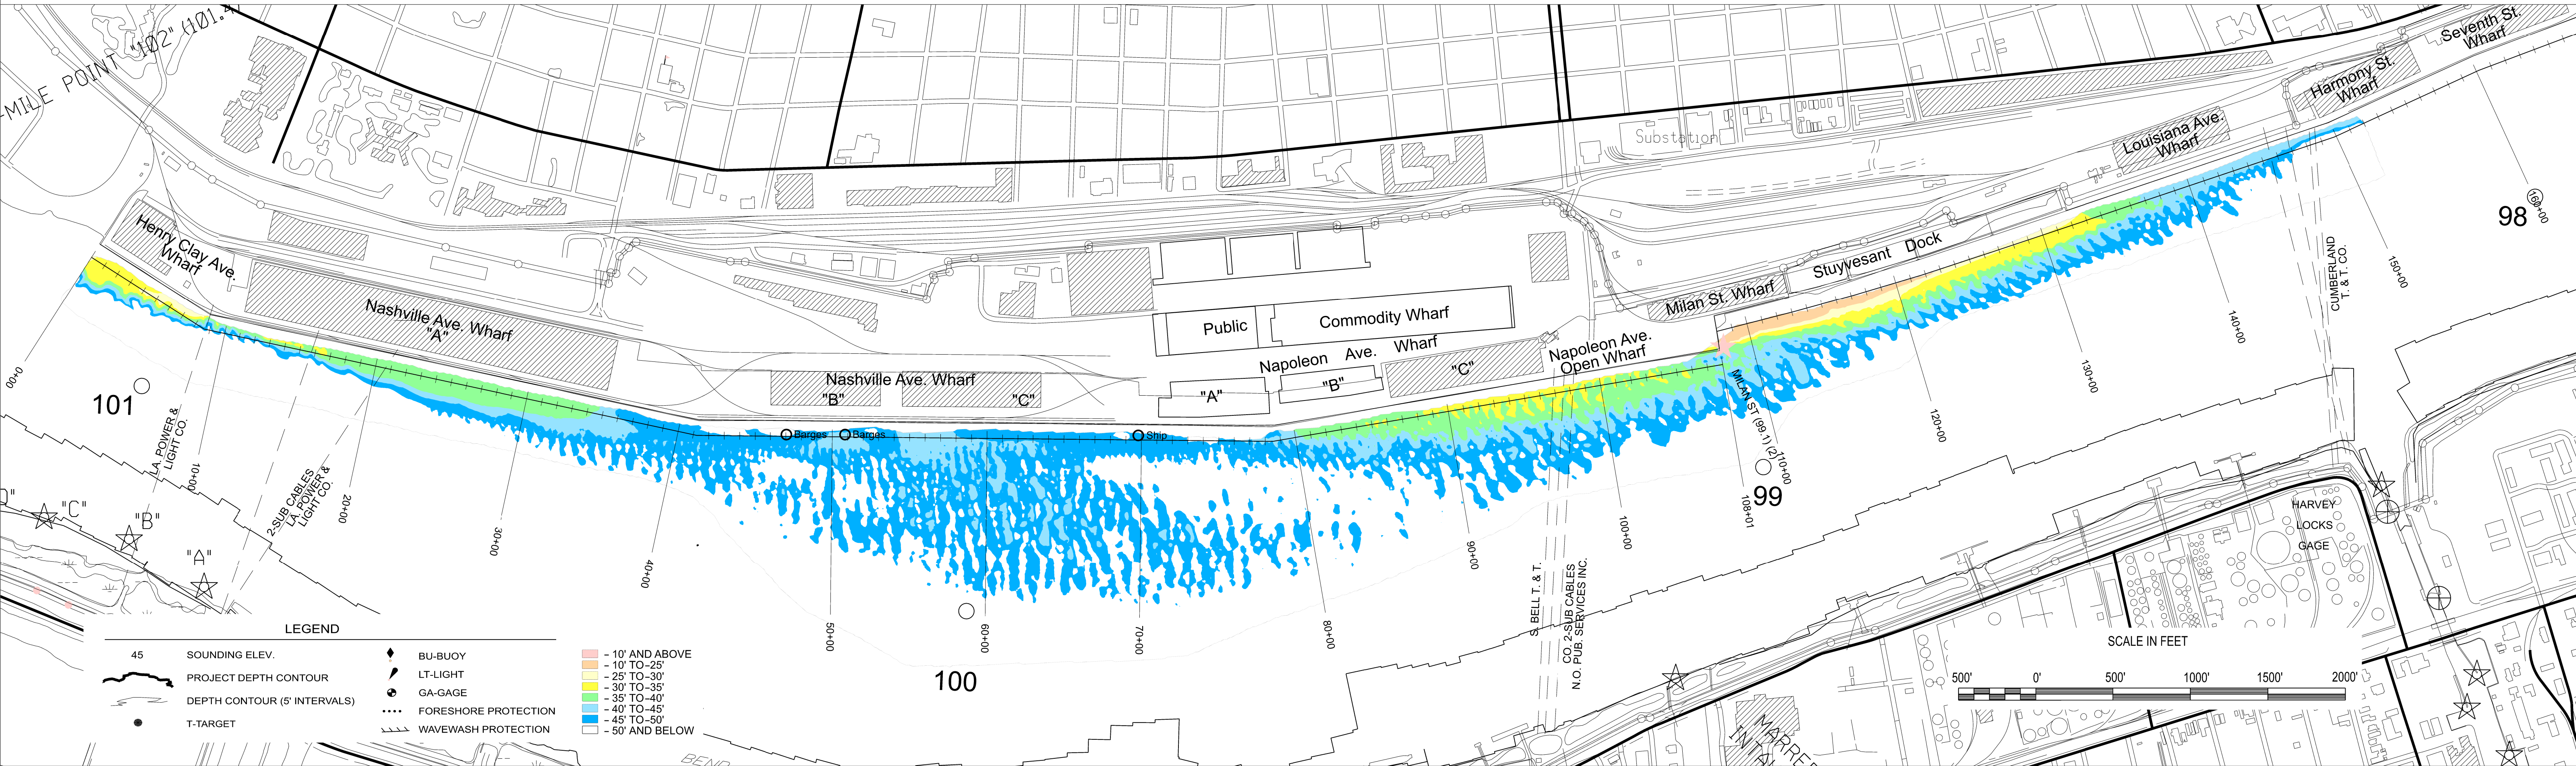 -MILE POINT "102" (101.4)
Seventh St.
Wharf
Harmony St.
Wharf
Louisiana Ave.
Wharf
Substation
Stuyvesant Dock
Milan St. Wharf
Henry Clay Ave.
Wharf
Nashville Ave. Wharf
"A"
Public
Commodity Wharf
Napoleon Ave. Wharf
"A"
"B"
"C"
Napoleon Ave.
Open Wharf
Nashville Ave. Wharf
"B"
"C"
Barges
Barges
Ship
MILAN ST (99.1) (2)
98
99
100
101
00+0
10+00
20+00
30+00
40+00
50+00
60+00
70+00
80+00
90+00
100+00
108+01
110+00
120+00
130+00
140+00
150+00
160+00
LA. POWER &
LIGHT CO.
2-SUB CABLES
LA. POWER &
LIGHT CO.
S. BELL T. & T.
CO. 2-SUB CABLES
N.O. PUB. SERVICES INC.
CUMBERLAND
T. & T. CO.
"C"
"B"
"A"
HARVEY
LOCKS
GAGE
LEGEND
45 SOUNDING ELEV.
PROJECT DEPTH CONTOUR
DEPTH CONTOUR (5' INTERVALS)
T-TARGET
BU-BUOY
LT-LIGHT
GA-GAGE
FORESHORE PROTECTION
WAVEWASH PROTECTION
– 10' AND ABOVE
– 10' TO –25'
– 25' TO –30'
– 30' TO –35'
– 35' TO –40'
– 40' TO –45'
– 45' TO –50'
– 50' AND BELOW
SCALE IN FEET
500' 0' 500' 1000' 1500' 2000'
BEND
MARRE
IN TA